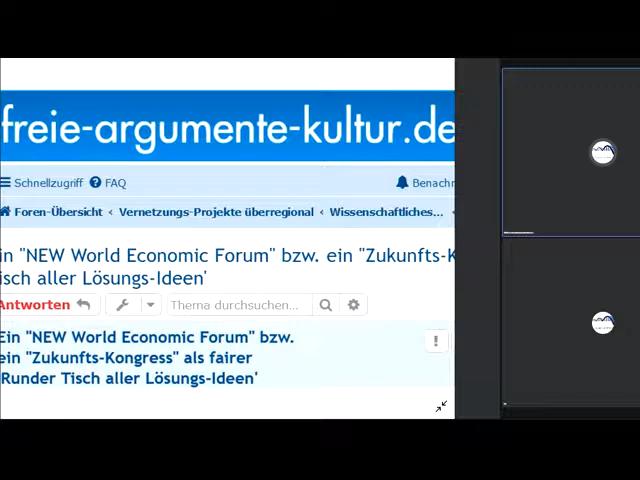 freie-argumente-kultur.de
Schnellzugriff FAQ Benachr
Foren-Übersicht ‹ Vernetzungs-Projekte überregional ‹ Wissenschaftliches... ‹
in "NEW World Economic Forum" bzw. ein "Zukunfts-K
isch aller Lösungs-Ideen'
Antworten Thema durchsuchen...
Ein "NEW World Economic Forum" bzw.
ein "Zukunfts-Kongress" als fairer
Runder Tisch aller Lösungs-Ideen'